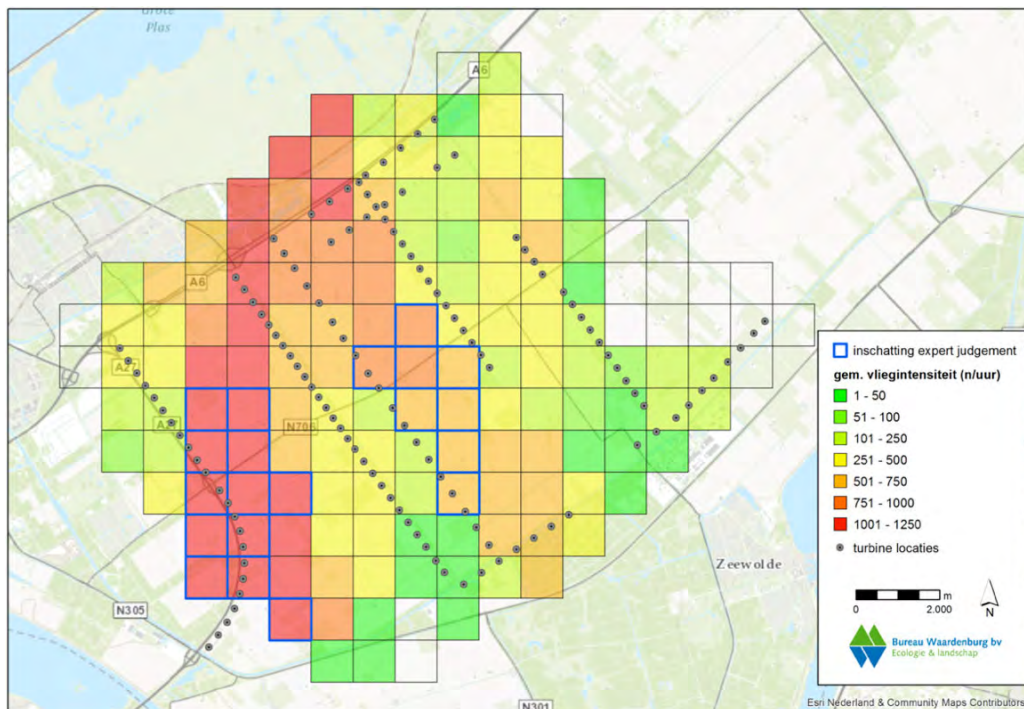 Grote
Plas
A6
A6
A27
A27
N706
N305
N301
Zeewolde
inschatting expert judgement
gem. vliegintensiteit (n/uur)
1 - 50
51 - 100
101 - 250
251 - 500
501 - 750
751 - 1000
1001 - 1250
turbine locaties
m
0 2.000
N
Bureau Waardenburg bv
Ecologie & landschap
Esri Nederland & Community Maps Contributors